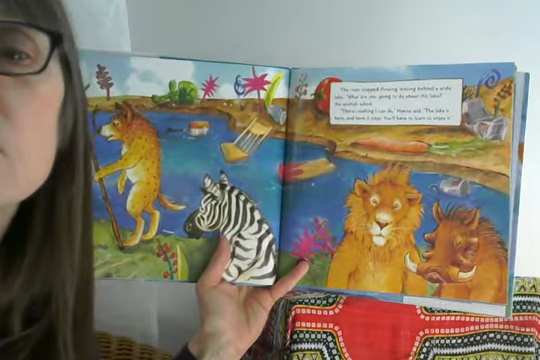 The river stopped flowing leaving behind a wide
lake. "What are you going to do about this lake?"
the
asked.
"There's nothing I can do," said. "The lake is
here, and here it stays. You'll have to learn to enjoy it